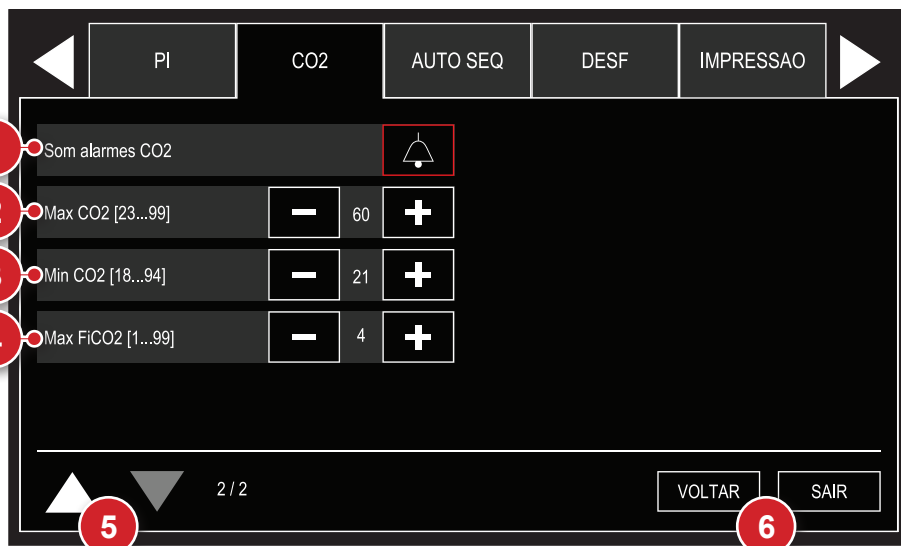 PI CO2 AUTO SEQ DESF IMPRESSAO
Som alarmes CO2
Max CO2 [23...99] 60
Min CO2 [18...94] 21
Max FiCO2 [1...99] 4
2 / 2 VOLTAR SAIR
5 6